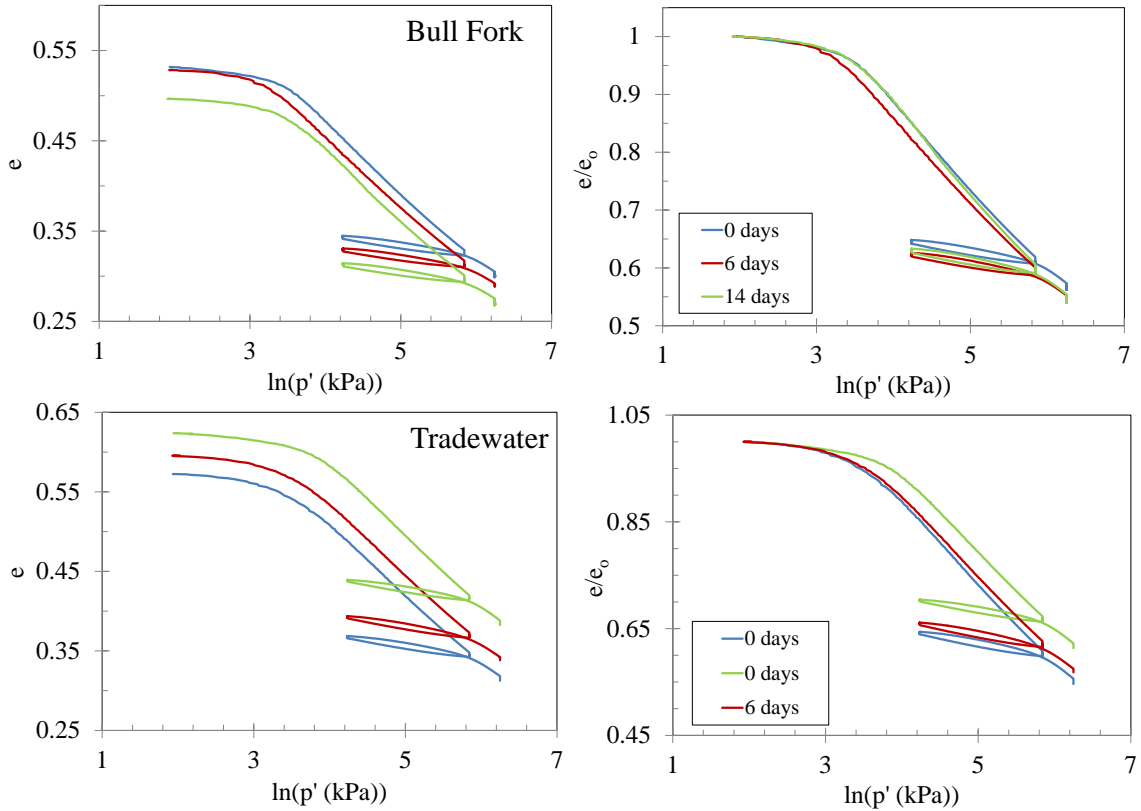 Bull Fork
0.55
0.45
0.35
0.25
e
1
3
5
7
ln(p' (kPa))
1
0.9
0.8
0.7
0.6
0.5
e/eₒ
0 days
6 days
14 days
1
3
5
7
ln(p' (kPa))
Tradewater
0.65
0.55
0.45
0.35
0.25
e
1
3
5
7
ln(p' (kPa))
1.05
0.85
0.65
0.45
e/eₒ
0 days
0 days
6 days
1
3
5
7
ln(p' (kPa))